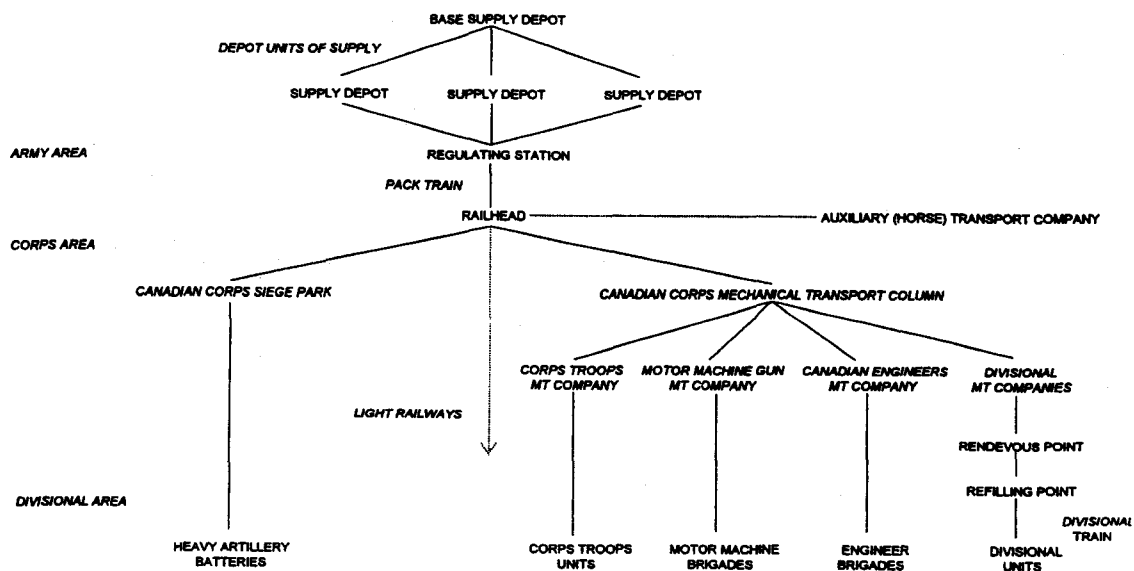 BASE SUPPLY DEPOT
DEPOT UNITS OF SUPPLY
SUPPLY DEPOT SUPPLY DEPOT SUPPLY DEPOT
ARMY AREA REGULATING STATION
PACK TRAIN
RAILHEAD AUXILIARY (HORSE) TRANSPORT COMPANY
CORPS AREA
CANADIAN CORPS SIEGE PARK CANADIAN CORPS MECHANICAL TRANSPORT COLUMN
CORPS TROOPS MOTOR MACHINE GUN CANADIAN ENGINEERS DIVISIONAL
MT COMPANY MT COMPANY MT COMPANY MT COMPANIES
LIGHT RAILWAYS
RENDEVOUS POINT
DIVISIONAL AREA REFILLING POINT
DIVISIONAL
TRAIN
HEAVY ARTILLERY CORPS TROOPS MOTOR MACHINE ENGINEER DIVISIONAL
BATTERIES UNITS BRIGADES BRIGADES UNITS